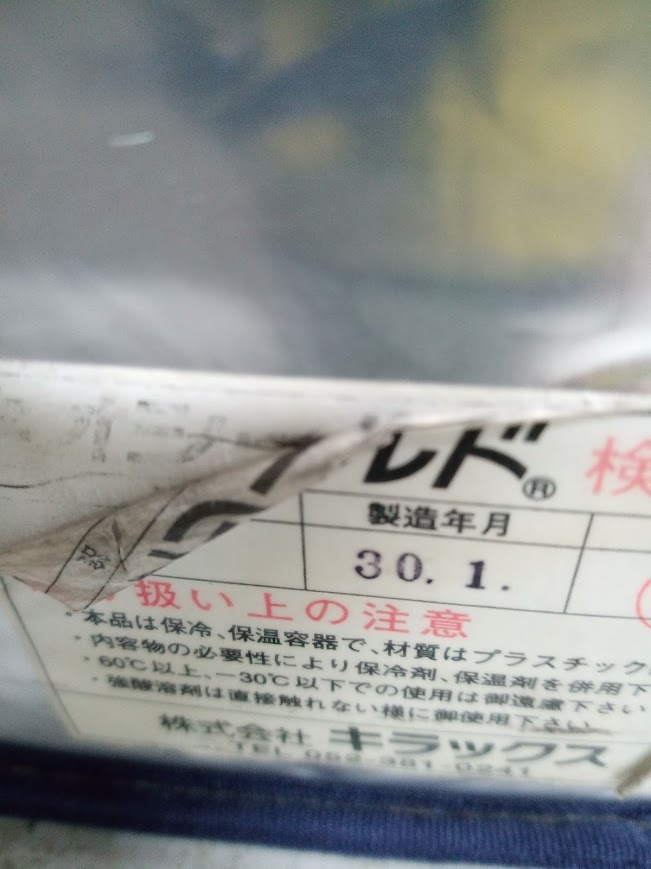 レド®
検
製造年月
30. 1.
扱い上の注意
・本品は保冷、保温容器で、材質はプラスチック
・内容物の必要性により保冷剤、保温剤を併用下
・60℃以上、－30℃以下での使用は御遠慮下さい
・強酸溶剤は直接触れない様に御使用下さい
株式会社 キラックス
TEL 052-381-0241